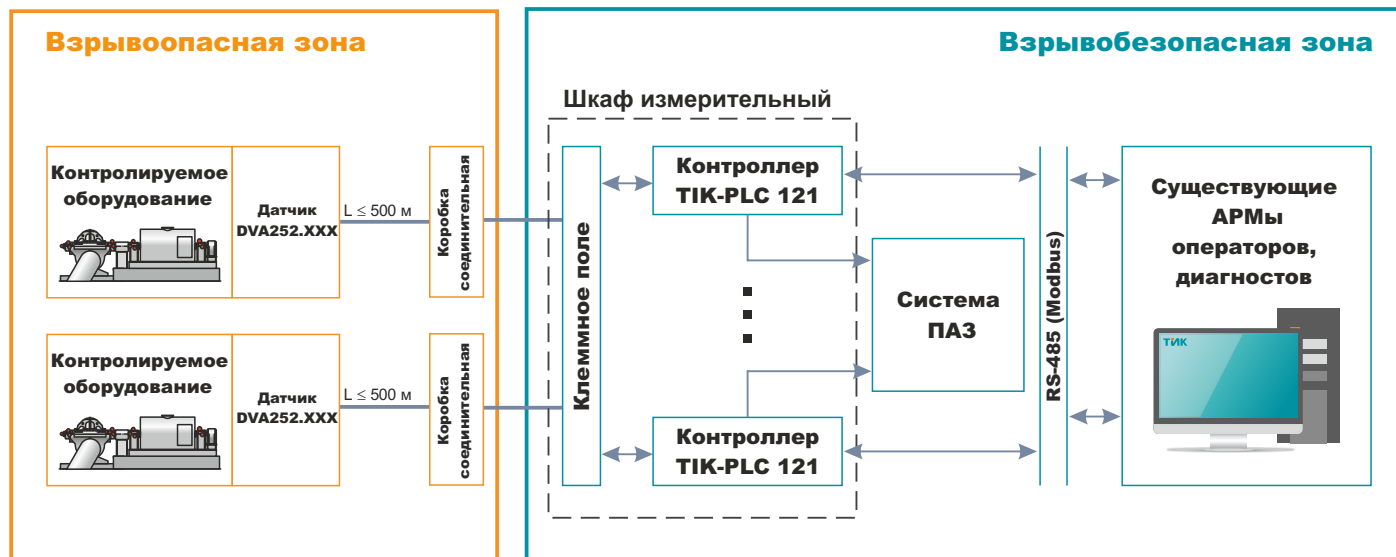 Взрывоопасная зона
Взрывобезопасная зона
Шкаф измерительный
Контролируемое
оборудование
Датчик
DVA252.XXX
L ≤ 500 м
Коробка
соединительная
Контролируемое
оборудование
Датчик
DVA252.XXX
L ≤ 500 м
Коробка
соединительная
Клеммное поле
Контроллер
TIK-PLC 121
Контроллер
TIK-PLC 121
Система
ПАЗ
RS-485 (Modbus)
Существующие
АРМы
операторов,
диагностов
ТИК